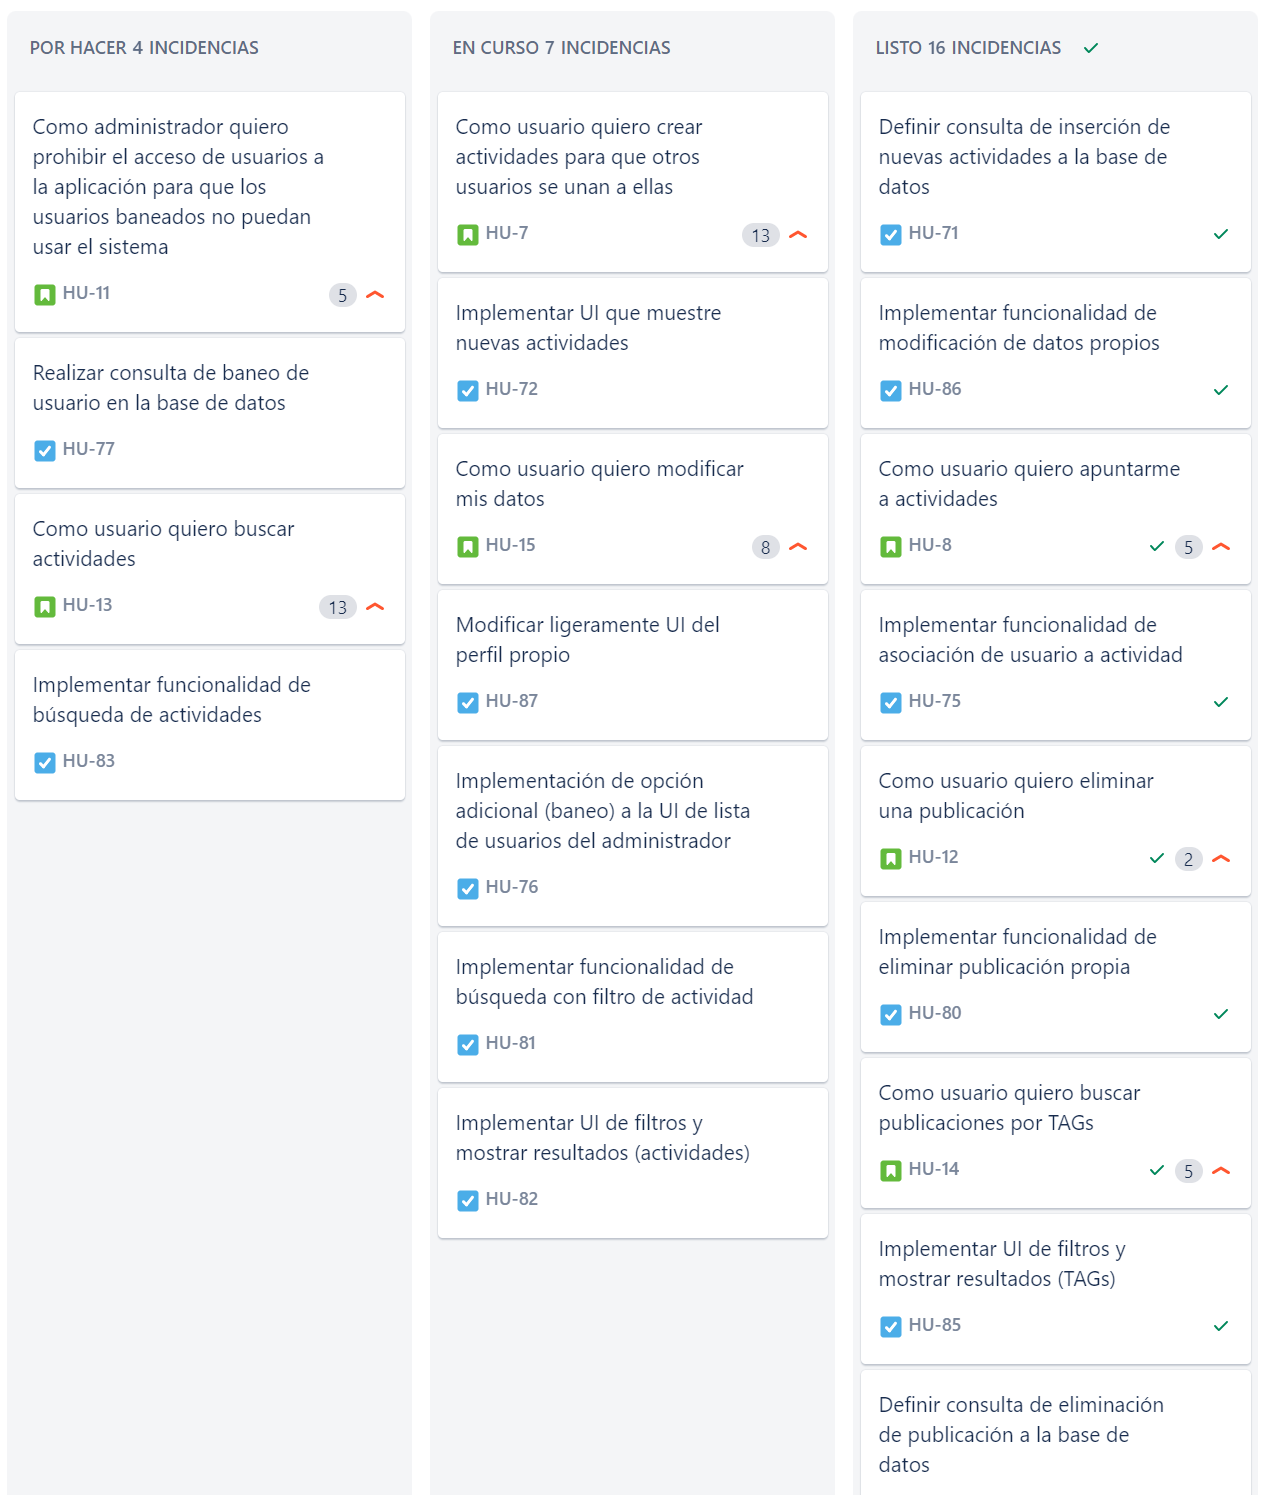 POR HACER 4 INCIDENCIAS
Como administrador quiero
prohibir el acceso de usuarios a
la aplicación para que los
usuarios baneados no puedan
usar el sistema
HU-11 5
Realizar consulta de baneo de
usuario en la base de datos
HU-77
Como usuario quiero buscar
actividades
HU-13 13
Implementar funcionalidad de
búsqueda de actividades
HU-83
EN CURSO 7 INCIDENCIAS
Como usuario quiero crear
actividades para que otros
usuarios se unan a ellas
HU-7 13
Implementar UI que muestre
nuevas actividades
HU-72
Como usuario quiero modificar
mis datos
HU-15 8
Modificar ligeramente UI del
perfil propio
HU-87
Implementación de opción
adicional (baneo) a la UI de lista
de usuarios del administrador
HU-76
Implementar funcionalidad de
búsqueda con filtro de actividad
HU-81
Implementar UI de filtros y
mostrar resultados (actividades)
HU-82
LISTO 16 INCIDENCIAS
Definir consulta de inserción de
nuevas actividades a la base de
datos
HU-71
Implementar funcionalidad de
modificación de datos propios
HU-86
Como usuario quiero apuntarme
a actividades
HU-8 5
Implementar funcionalidad de
asociación de usuario a actividad
HU-75
Como usuario quiero eliminar
una publicación
HU-12 2
Implementar funcionalidad de
eliminar publicación propia
HU-80
Como usuario quiero buscar
publicaciones por TAGs
HU-14 5
Implementar UI de filtros y
mostrar resultados (TAGs)
HU-85
Definir consulta de eliminación
de publicación a la base de
datos